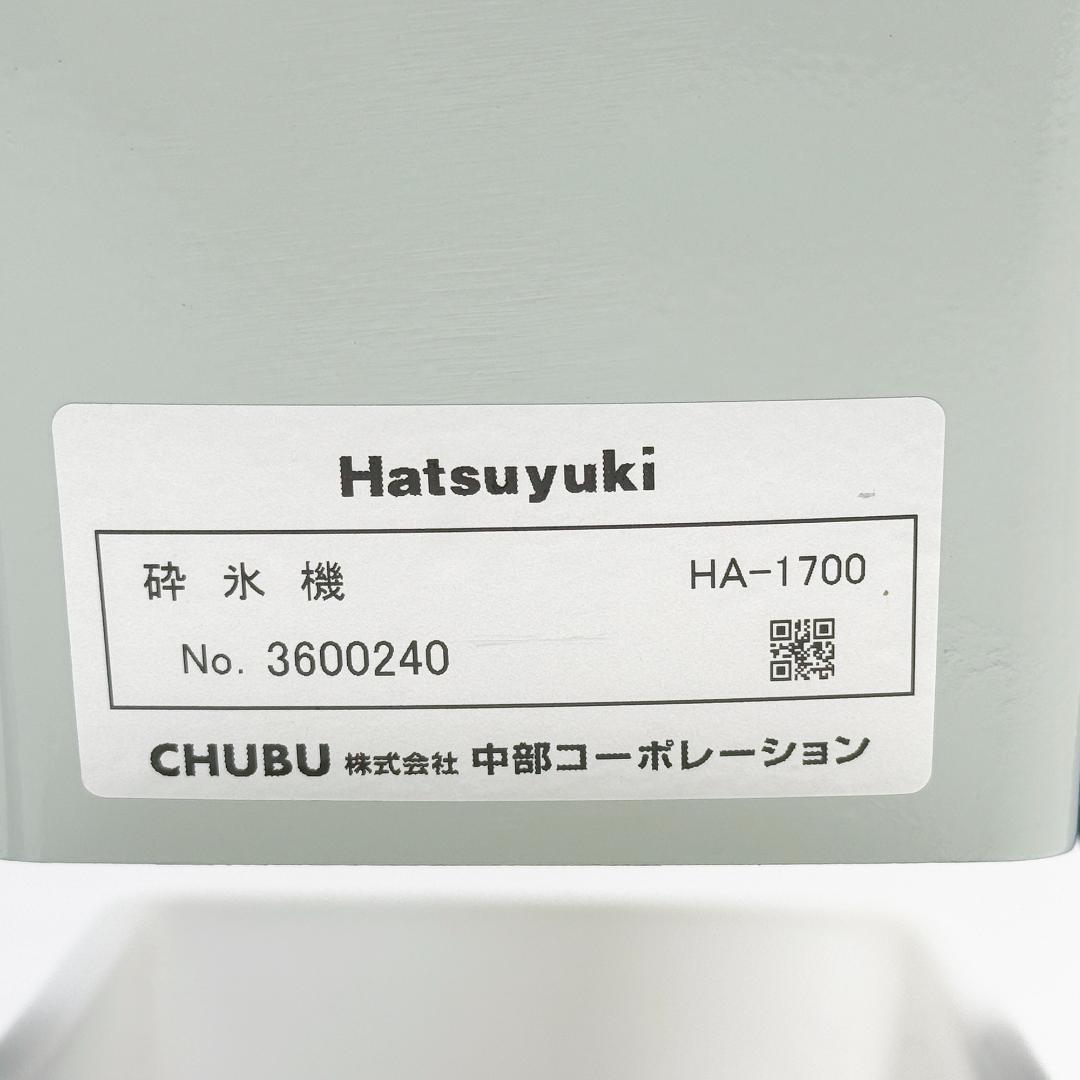 Hatsuyuki
砕氷機 HA-1700
No. 3600240
CHUBU 株式会社 中部コーポレーション